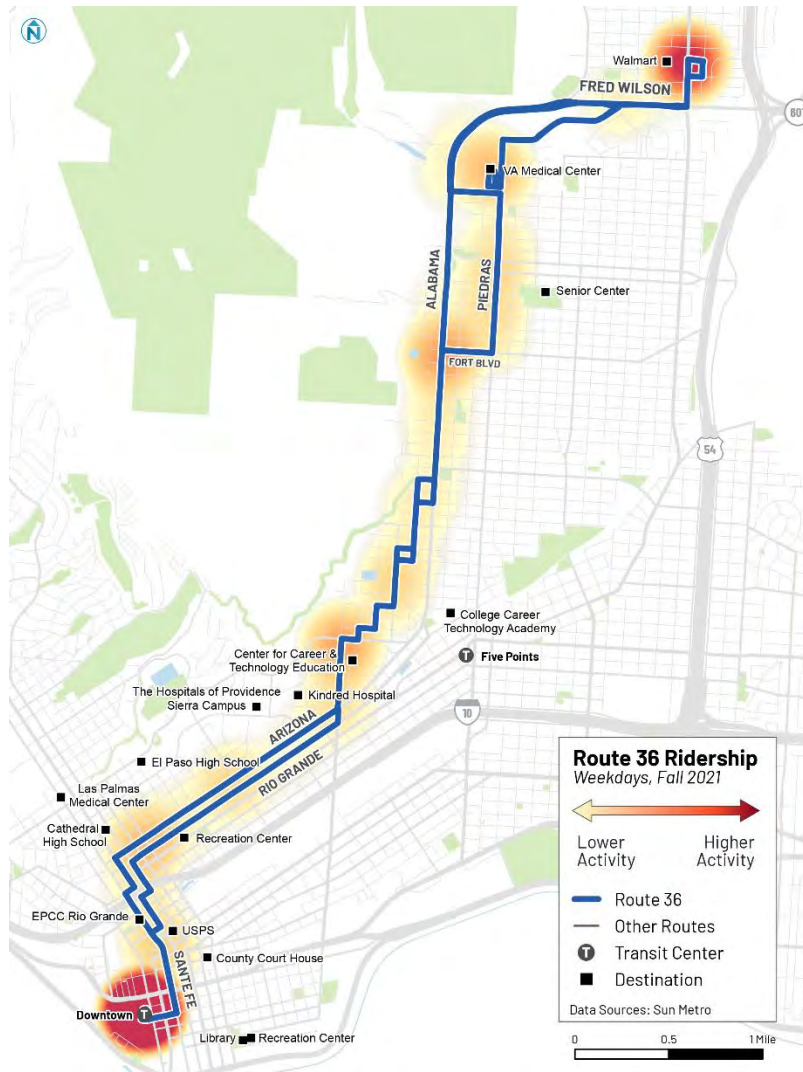 N
Walmart
FRED WILSON
601
VA Medical Center
ALABAMA
PIEDRAS
Senior Center
FORT BLVD
54
College Career
Technology Academy
T Five Points
Center for Career &
Technology Education
Kindred Hospital
The Hospitals of Providence
Sierra Campus
10
ARIZONA
RIO GRANDE
El Paso High School
Las Palmas
Medical Center
Cathedral
High School
Recreation Center
EPCC Rio Grande
USPS
SANTE FE
County Court House
Downtown T
Library
Recreation Center
Route 36 Ridership
Weekdays, Fall 2021
Lower
Activity
Higher
Activity
Route 36
Other Routes
T Transit Center
Destination
Data Sources: Sun Metro
0 0.5 1 Mile